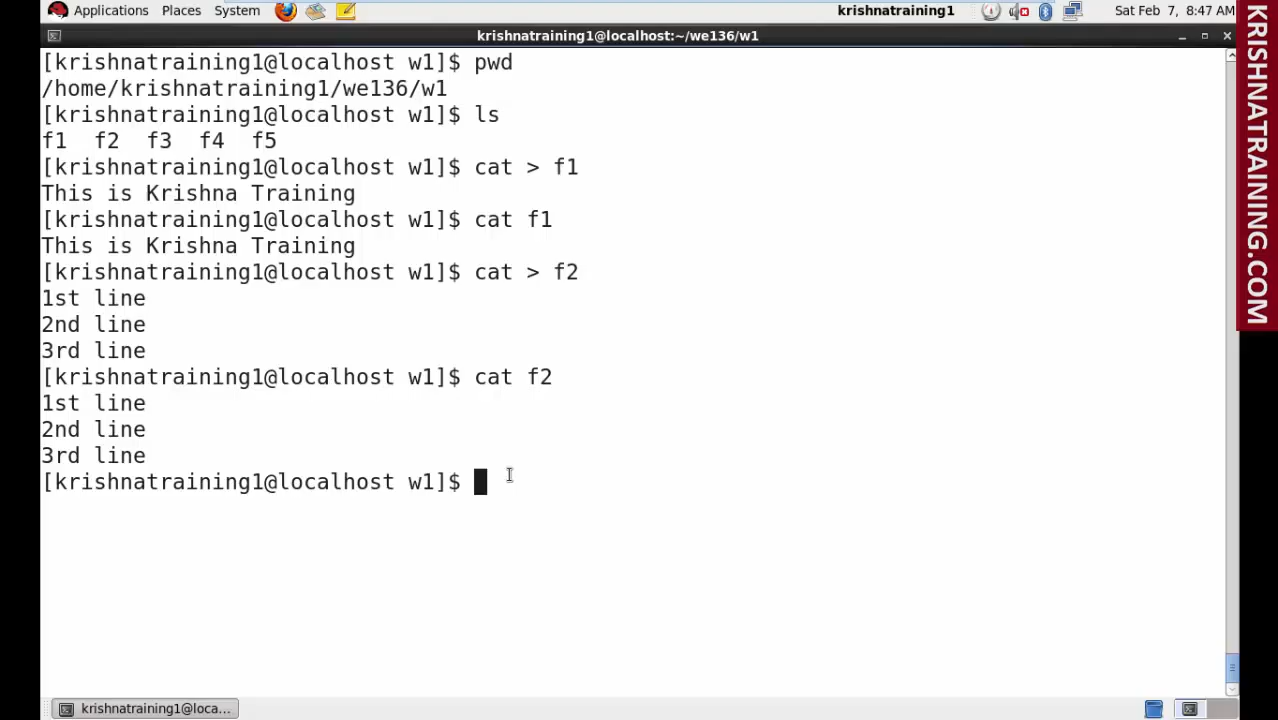 Applications Places System krishnatraining1 Sat Feb 7, 8:47 AM
krishnatraining1@localhost:~/we136/w1
[krishnatraining1@localhost w1]$ pwd
/home/krishnatraining1/we136/w1
[krishnatraining1@localhost w1]$ ls
f1 f2 f3 f4 f5
[krishnatraining1@localhost w1]$ cat > f1
This is Krishna Training
[krishnatraining1@localhost w1]$ cat f1
This is Krishna Training
[krishnatraining1@localhost w1]$ cat > f2
1st line
2nd line
3rd line
[krishnatraining1@localhost w1]$ cat f2
1st line
2nd line
3rd line
[krishnatraining1@localhost w1]$
krishnatraining1@loca...
KRISHNATRAINING.COM